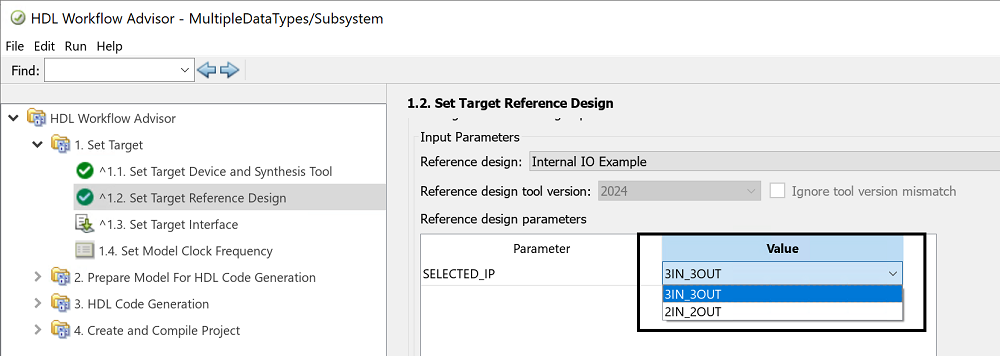 HDL Workflow Advisor - MultipleDataTypes/Subsystem
File Edit Run Help
Find:
HDL Workflow Advisor
1. Set Target
^1.1. Set Target Device and Synthesis Tool
^1.2. Set Target Reference Design
^1.3. Set Target Interface
1.4. Set Model Clock Frequency
2. Prepare Model For HDL Code Generation
3. HDL Code Generation
4. Create and Compile Project
1.2. Set Target Reference Design
Input Parameters
Reference design: Internal IO Example
Reference design tool version: 2024 Ignore tool version mismatch
Reference design parameters
Parameter Value
SELECTED_IP 3IN_3OUT
3IN_3OUT
2IN_2OUT